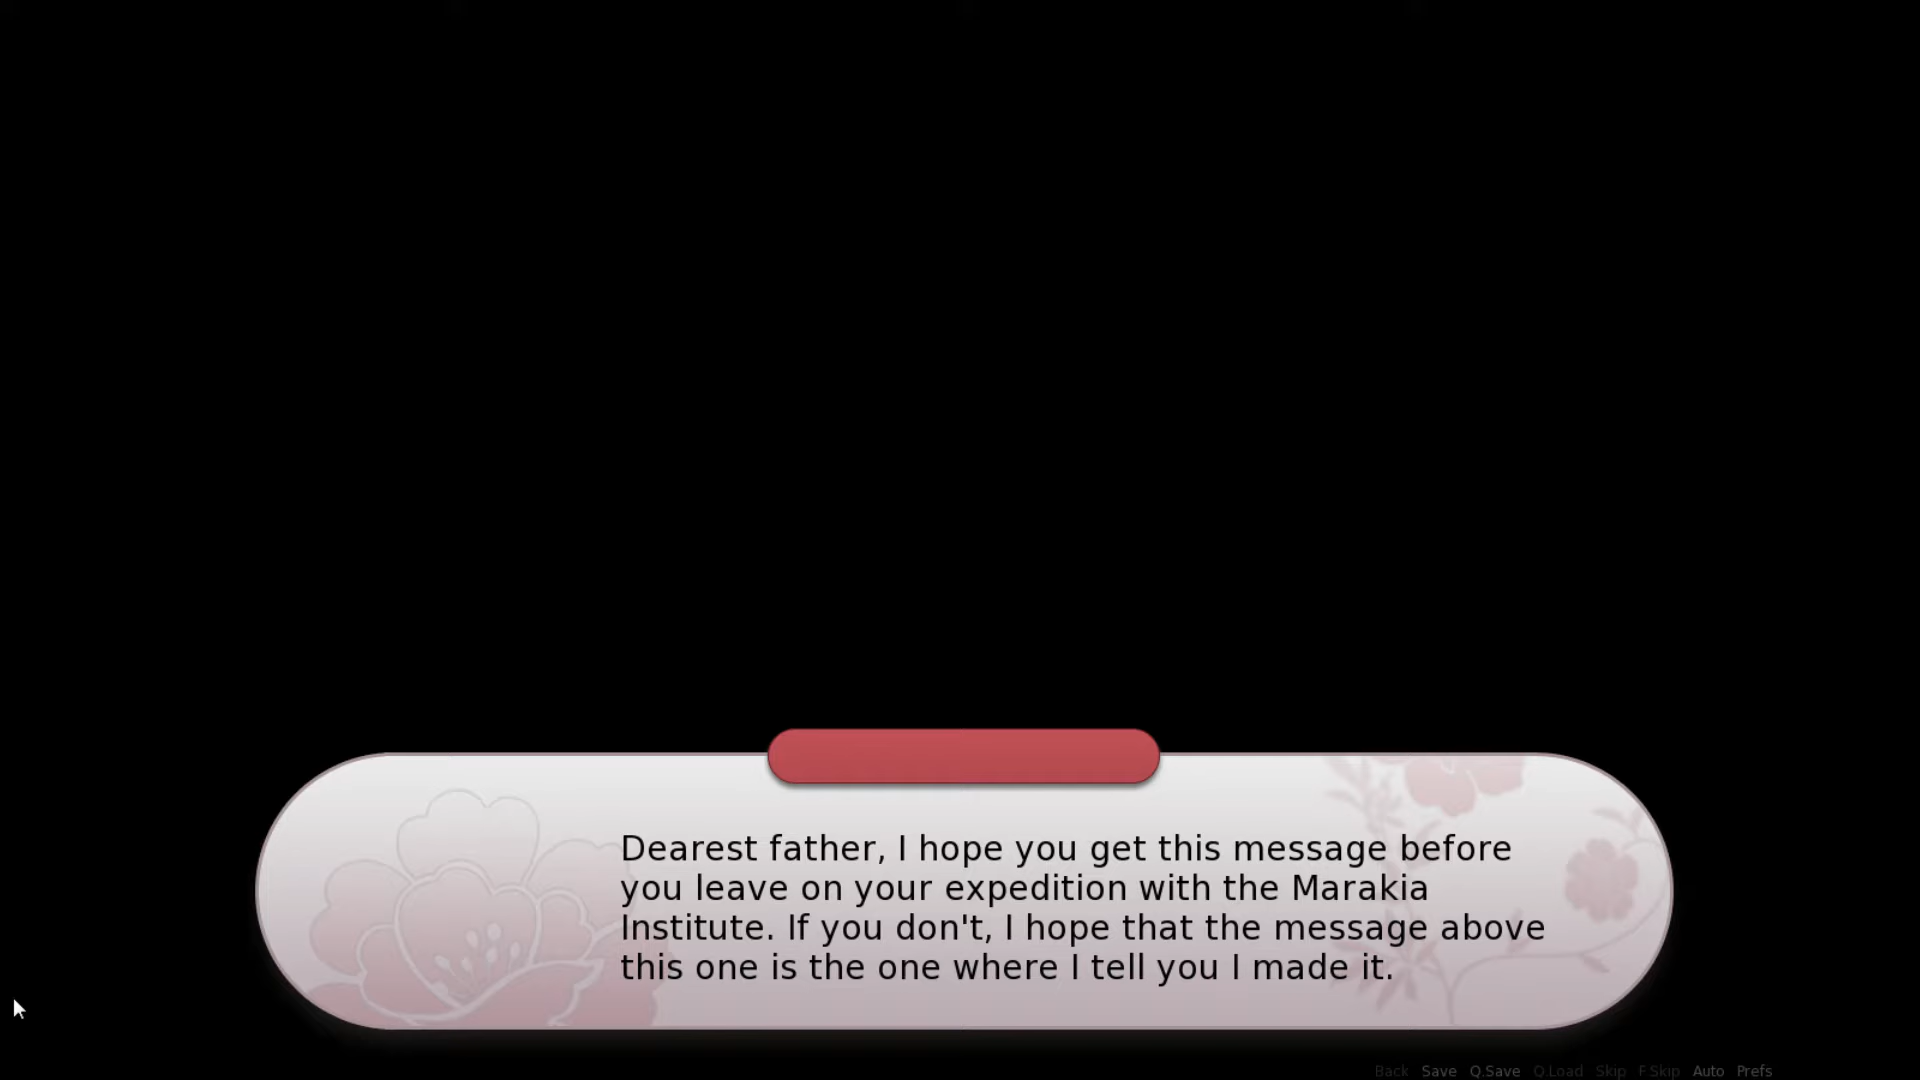 Dearest father, I hope you get this message before
you leave on your expedition with the Marakia
Institute. If you don't, I hope that the message above
this one is the one where I tell you I made it.
Back Save Q.Save Q.Load Skip F.Skip Auto Prefs